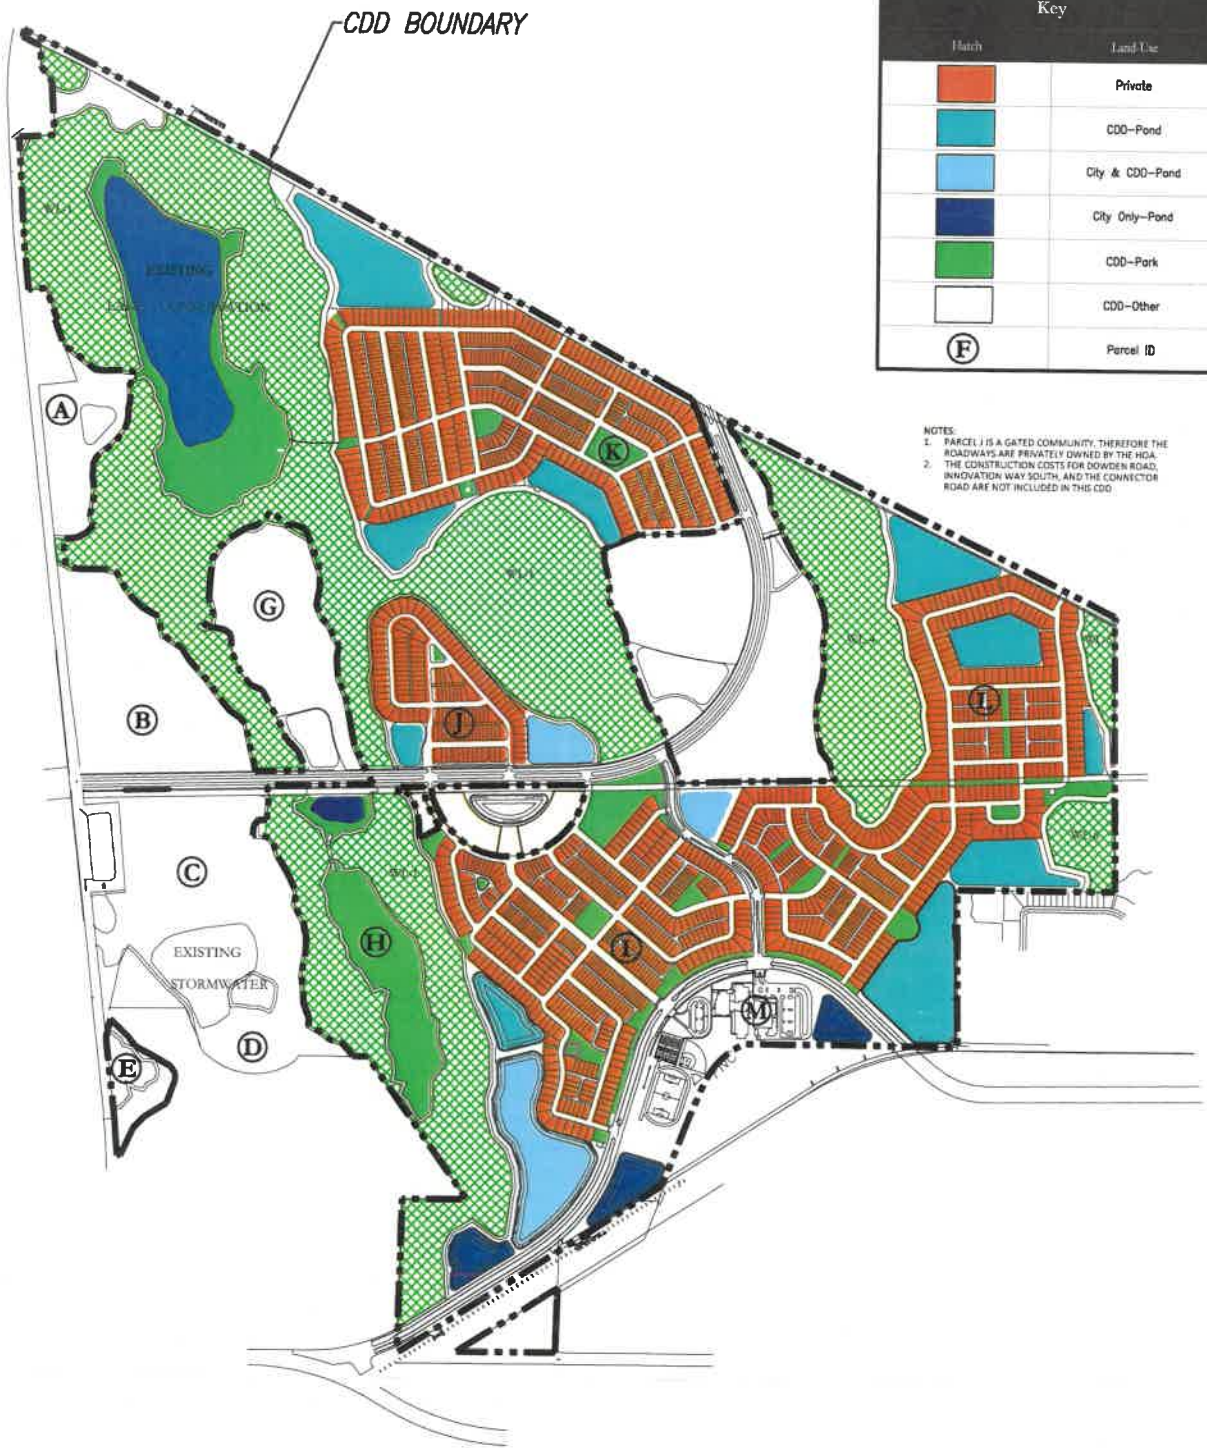 CDD BOUNDARY
Key
Hatch
Land-Use
Private
CDD-Pond
City & CDD-Pond
City Only-Pond
CDD-Park
CDD-Other
F
Parcel ID
NOTES:
1. PARCEL J IS A GATED COMMUNITY, THEREFORE THE
ROADWAYS ARE PRIVATELY OWNED BY THE HOA.
2. THE CONSTRUCTION COSTS FOR DOWDEN ROAD,
INNOVATION WAY SOUTH, AND THE CONNECTOR
ROAD ARE NOT INCLUDED IN THIS CDD
EXISTING
A
K
G
B
J
L
C
H
I
EXISTING
STORMWATER
D
E
M